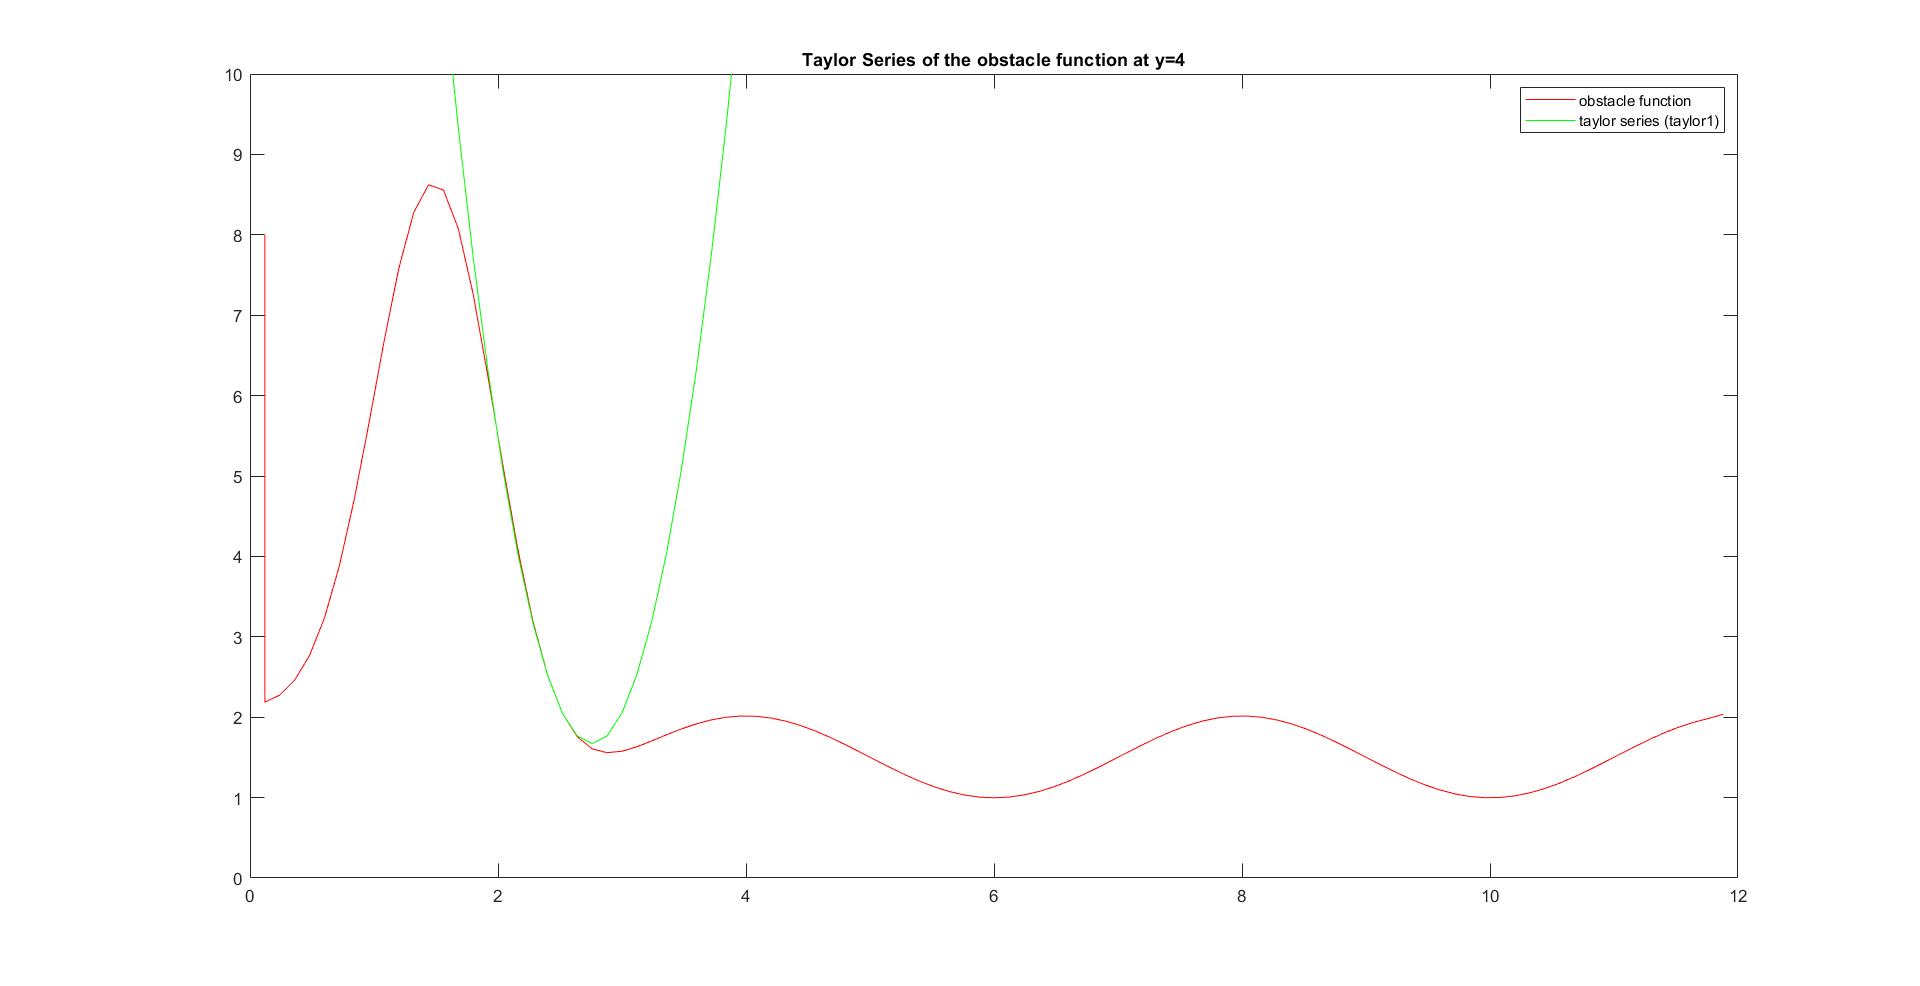 Taylor Series of the obstacle function at y=4
10
9
8
7
6
5
4
3
2
1
0
obstacle function
taylor series (taylor1)
0 2 4 6 8 10 12